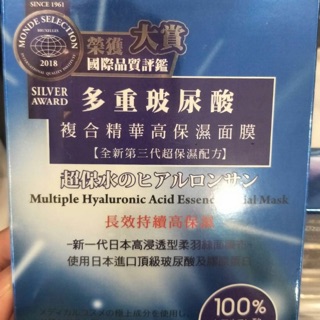 SINCE 1961
MONDE SELECTION
BRUXELLES
2018
榮獲大賞
國際品質評鑑
SILVER
AWARD
多重玻尿酸
複合精華高保濕面膜
【全新第三代超保濕配方】
超保水のヒアルロンサン
Multiple Hyaluronic Acid Essence Mask
長效持續高保濕
新一代日本高浸透型柔羽絲
使用日本進口頂級玻尿酸及
100%